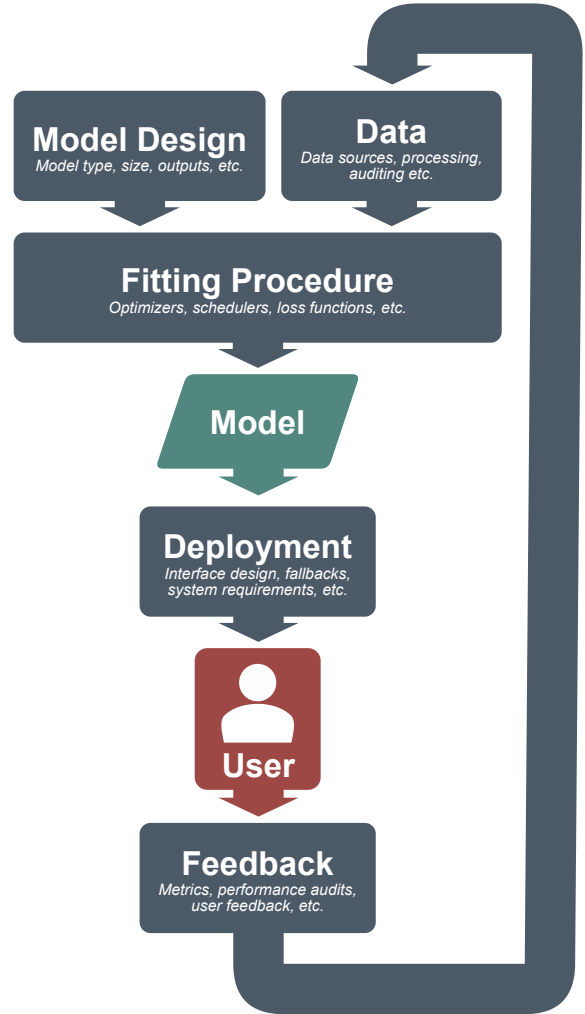 Model Design
Model type, size, outputs, etc.
Data
Data sources, processing,
auditing etc.
Fitting Procedure
Optimizers, schedulers, loss functions, etc.
Model
Deployment
Interface design, fallbacks,
system requirements, etc.
User
Feedback
Metrics, performance audits,
user feedback, etc.